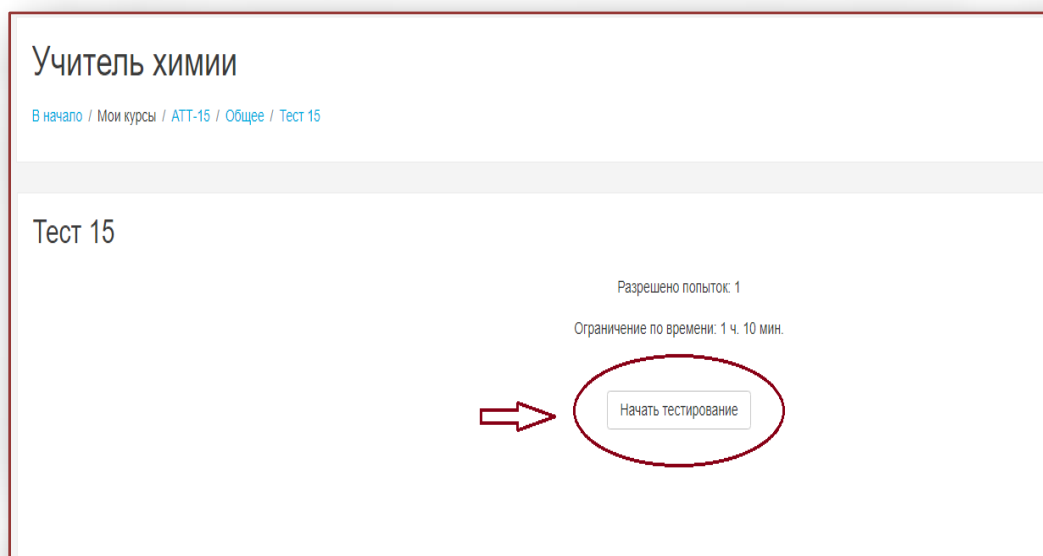 Учитель химии
В начало / Мои курсы / АТТ-15 / Общее / Тест 15
Тест 15
Разрешено попыток: 1
Ограничение по времени: 1 ч. 10 мин.
Начать тестирование